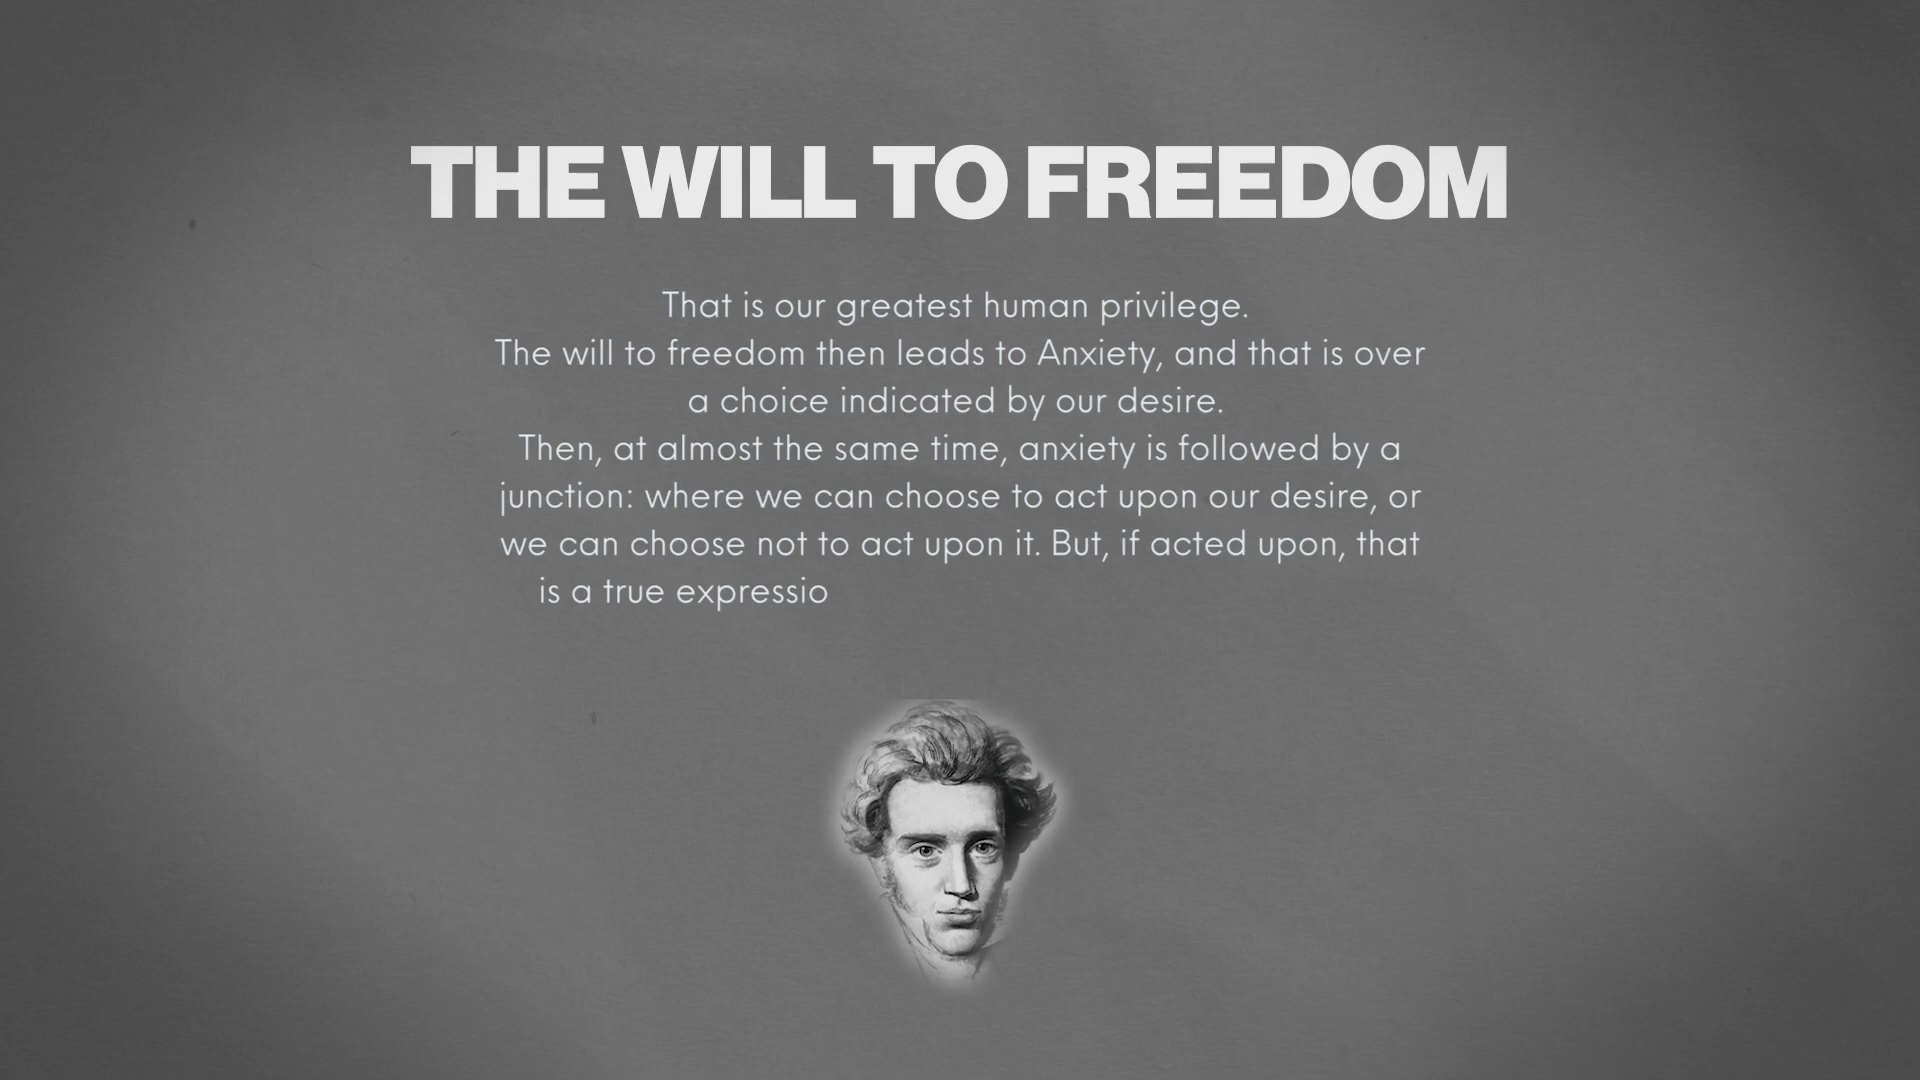 THE WILL TO FREEDOM
That is our greatest human privilege.
The will to freedom then leads to Anxiety, and that is over
a choice indicated by our desire.
Then, at almost the same time, anxiety is followed by a
junction: where we can choose to act upon our desire, or
we can choose not to act upon it. But, if acted upon, that
is a true expressio